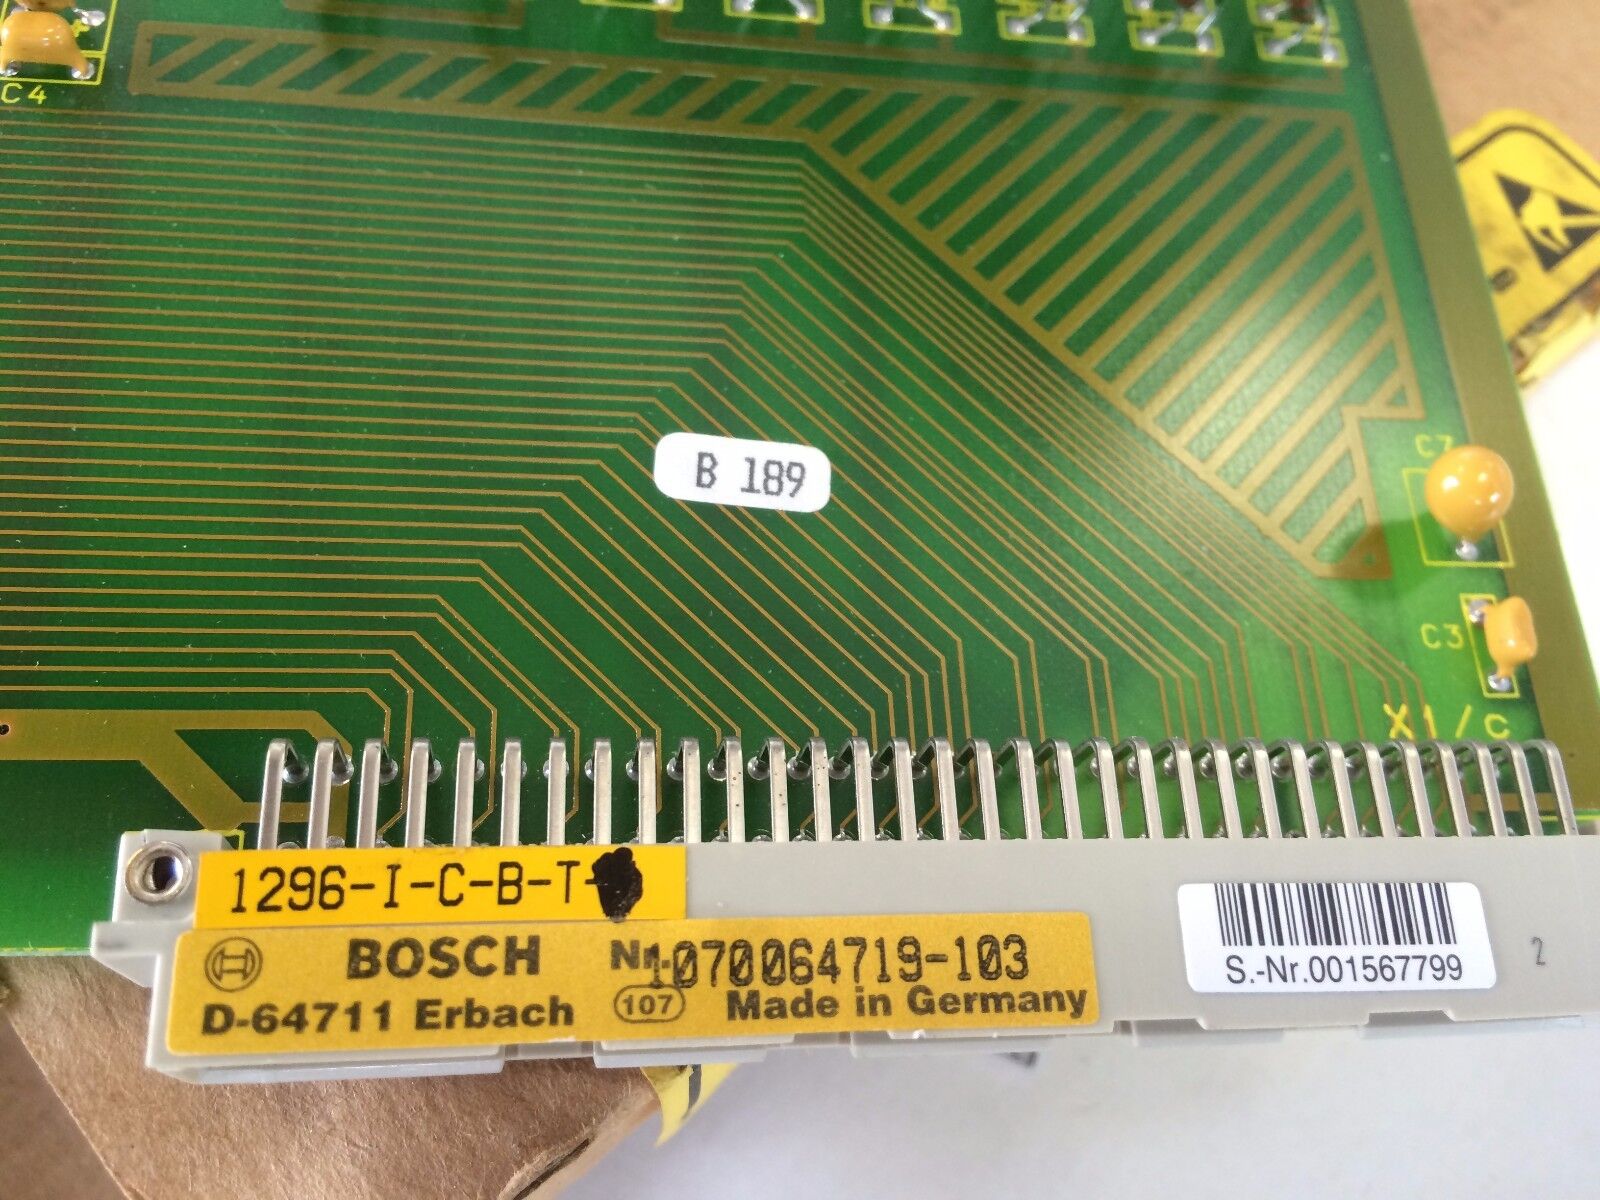 C4
B 189
C7
C3
X1/c
1296-I-C-B-T-
BOSCH Nr. 1070064719-103
D-64711 Erbach 107 Made in Germany
S.-Nr.001567799
2